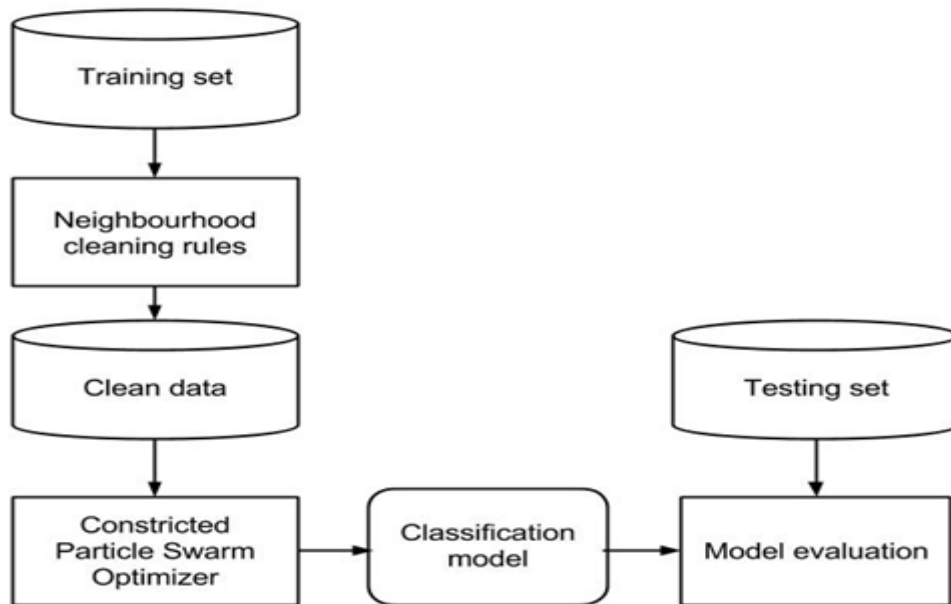 Training set
Neighbourhood
cleaning rules
Clean data
Testing set
Constricted
Particle Swarm
Optimizer
Classification
model
Model evaluation